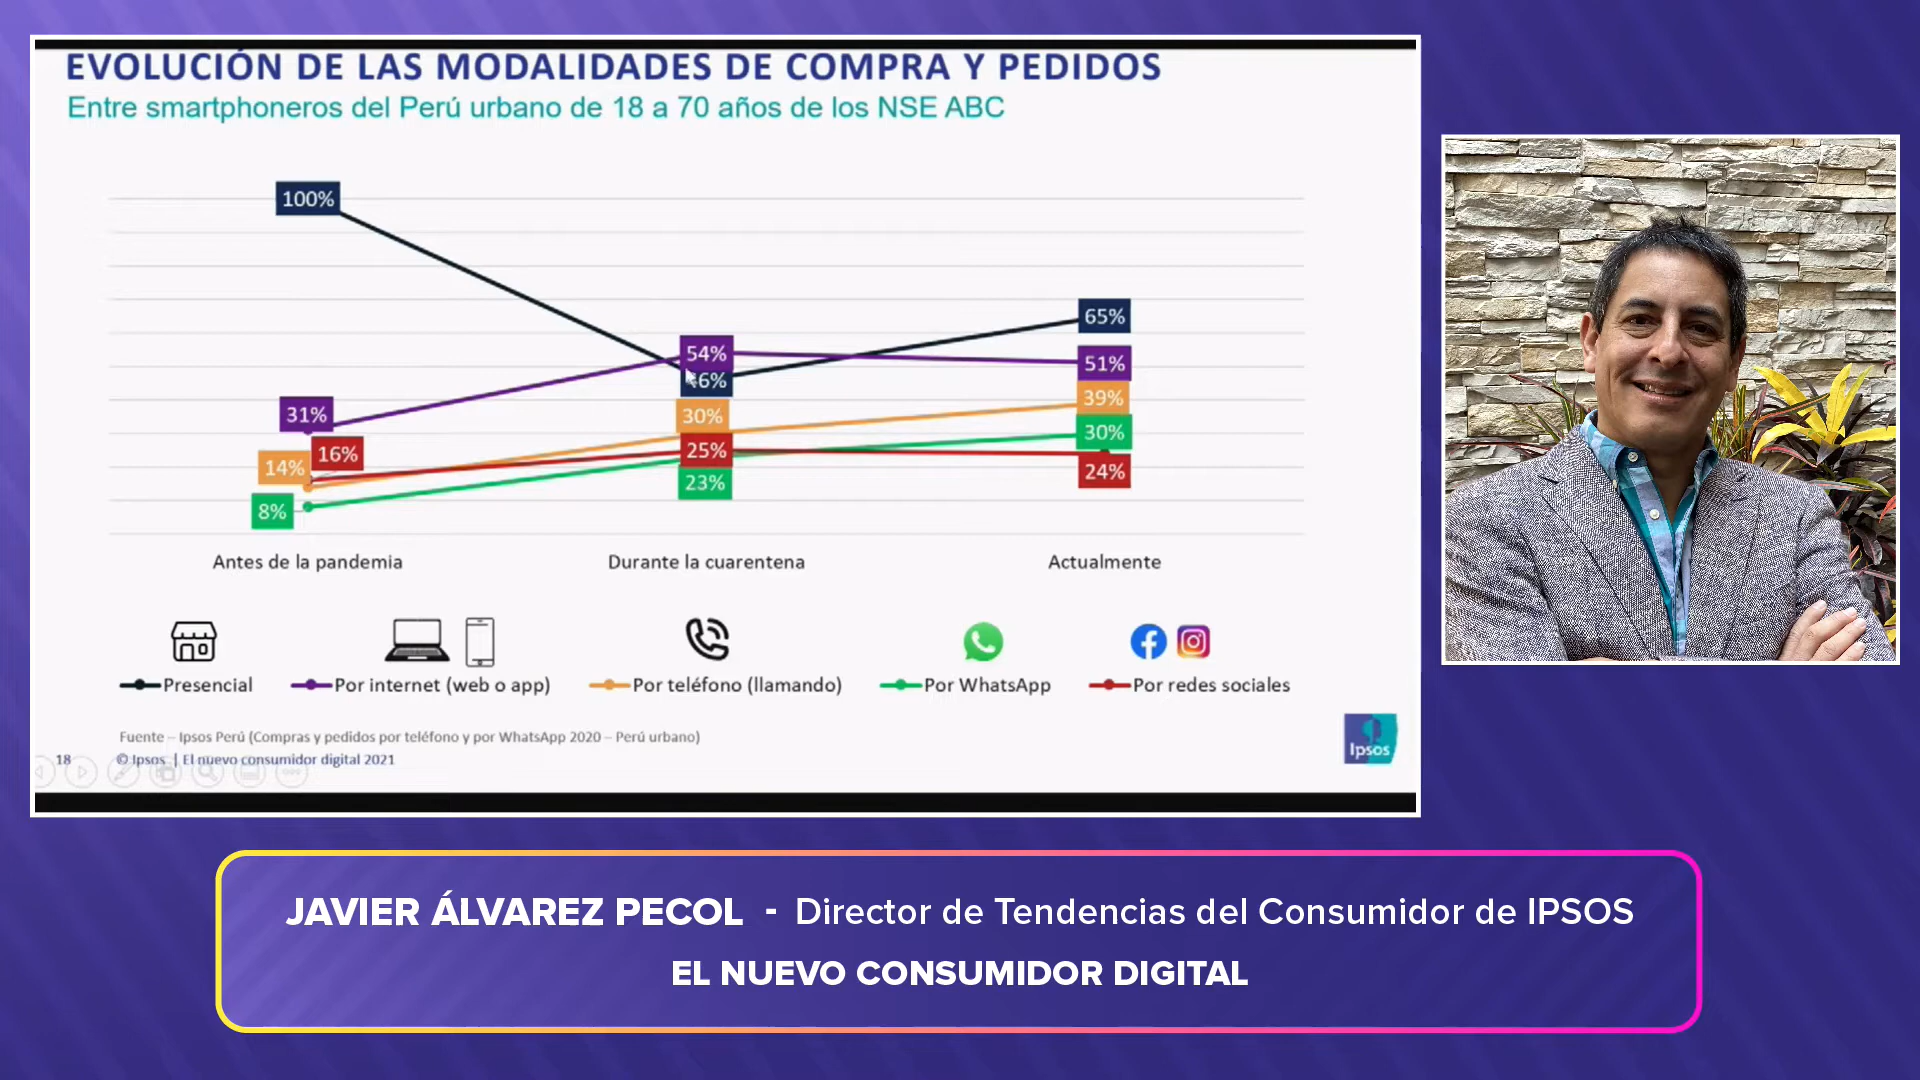 EVOLUCIÓN DE LAS MODALIDADES DE COMPRA Y PEDIDOS
Entre smartphoneros del Perú urbano de 18 a 70 años de los NSE ABC
100%
65%
54%
51%
6%
39%
31%
30%
30%
16%
25%
14%
24%
23%
8%
Antes de la pandemia
Durante la cuarentena
Actualmente
Presencial
Por internet (web o app)
Por teléfono (llamando)
Por WhatsApp
Por redes sociales
Fuente – Ipsos Perú (Compras y pedidos por teléfono y por WhatsApp 2020 – Perú urbano)
Ipsos
18
© Ipsos | El nuevo consumidor digital 2021
JAVIER ÁLVAREZ PECOL - Director de Tendencias del Consumidor de IPSOS
EL NUEVO CONSUMIDOR DIGITAL